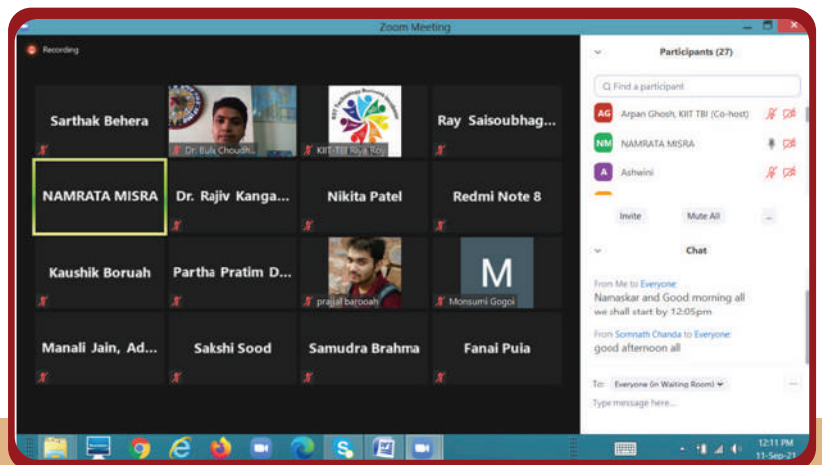 Zoom Meeting
Recording
Sarthak Behera
Dr. Bulu Choudh...
KIIT-TBI Riya Roy
Ray Saisoubhag...
NAMRATA MISRA
Dr. Rajiv Kanga...
Nikita Patel
Redmi Note 8
Kaushik Boruah
Partha Pratim D...
prajjal barooah
M
Monsumi Gogoi
Manali Jain, Ad...
Sakshi Sood
Samudra Brahma
Fanai Puia
Participants (27)
Find a participant
AG Arpan Ghosh, KIIT TBI (Co-host)
NM NAMRATA MISRA
A Ashwini
Invite Mute All ...
Chat
From Me to Everyone:
Namaskar and Good morning all
we shall start by 12:05pm
From Somnath Chanda to Everyone:
good afternoon all
To: Everyone (in Waiting Room)
Type message here...
12:11 PM
11-Sep-21